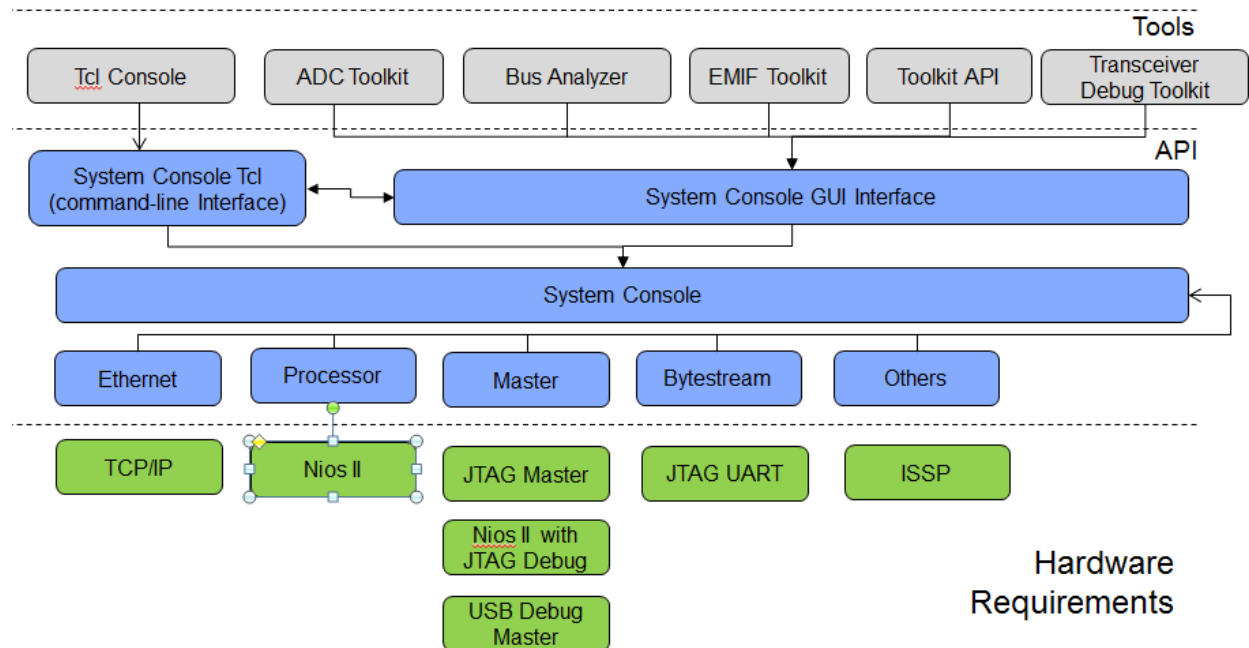 Tools
Tcl Console
ADC Toolkit
Bus Analyzer
EMIF Toolkit
Toolkit API
Transceiver
Debug Toolkit
API
System Console Tcl
(command-line Interface)
System Console GUI Interface
System Console
Ethernet
Processor
Master
Bytestream
Others
TCP/IP
Nios II
JTAG Master
JTAG UART
ISSP
Nios II with
JTAG Debug
USB Debug
Master
Hardware
Requirements